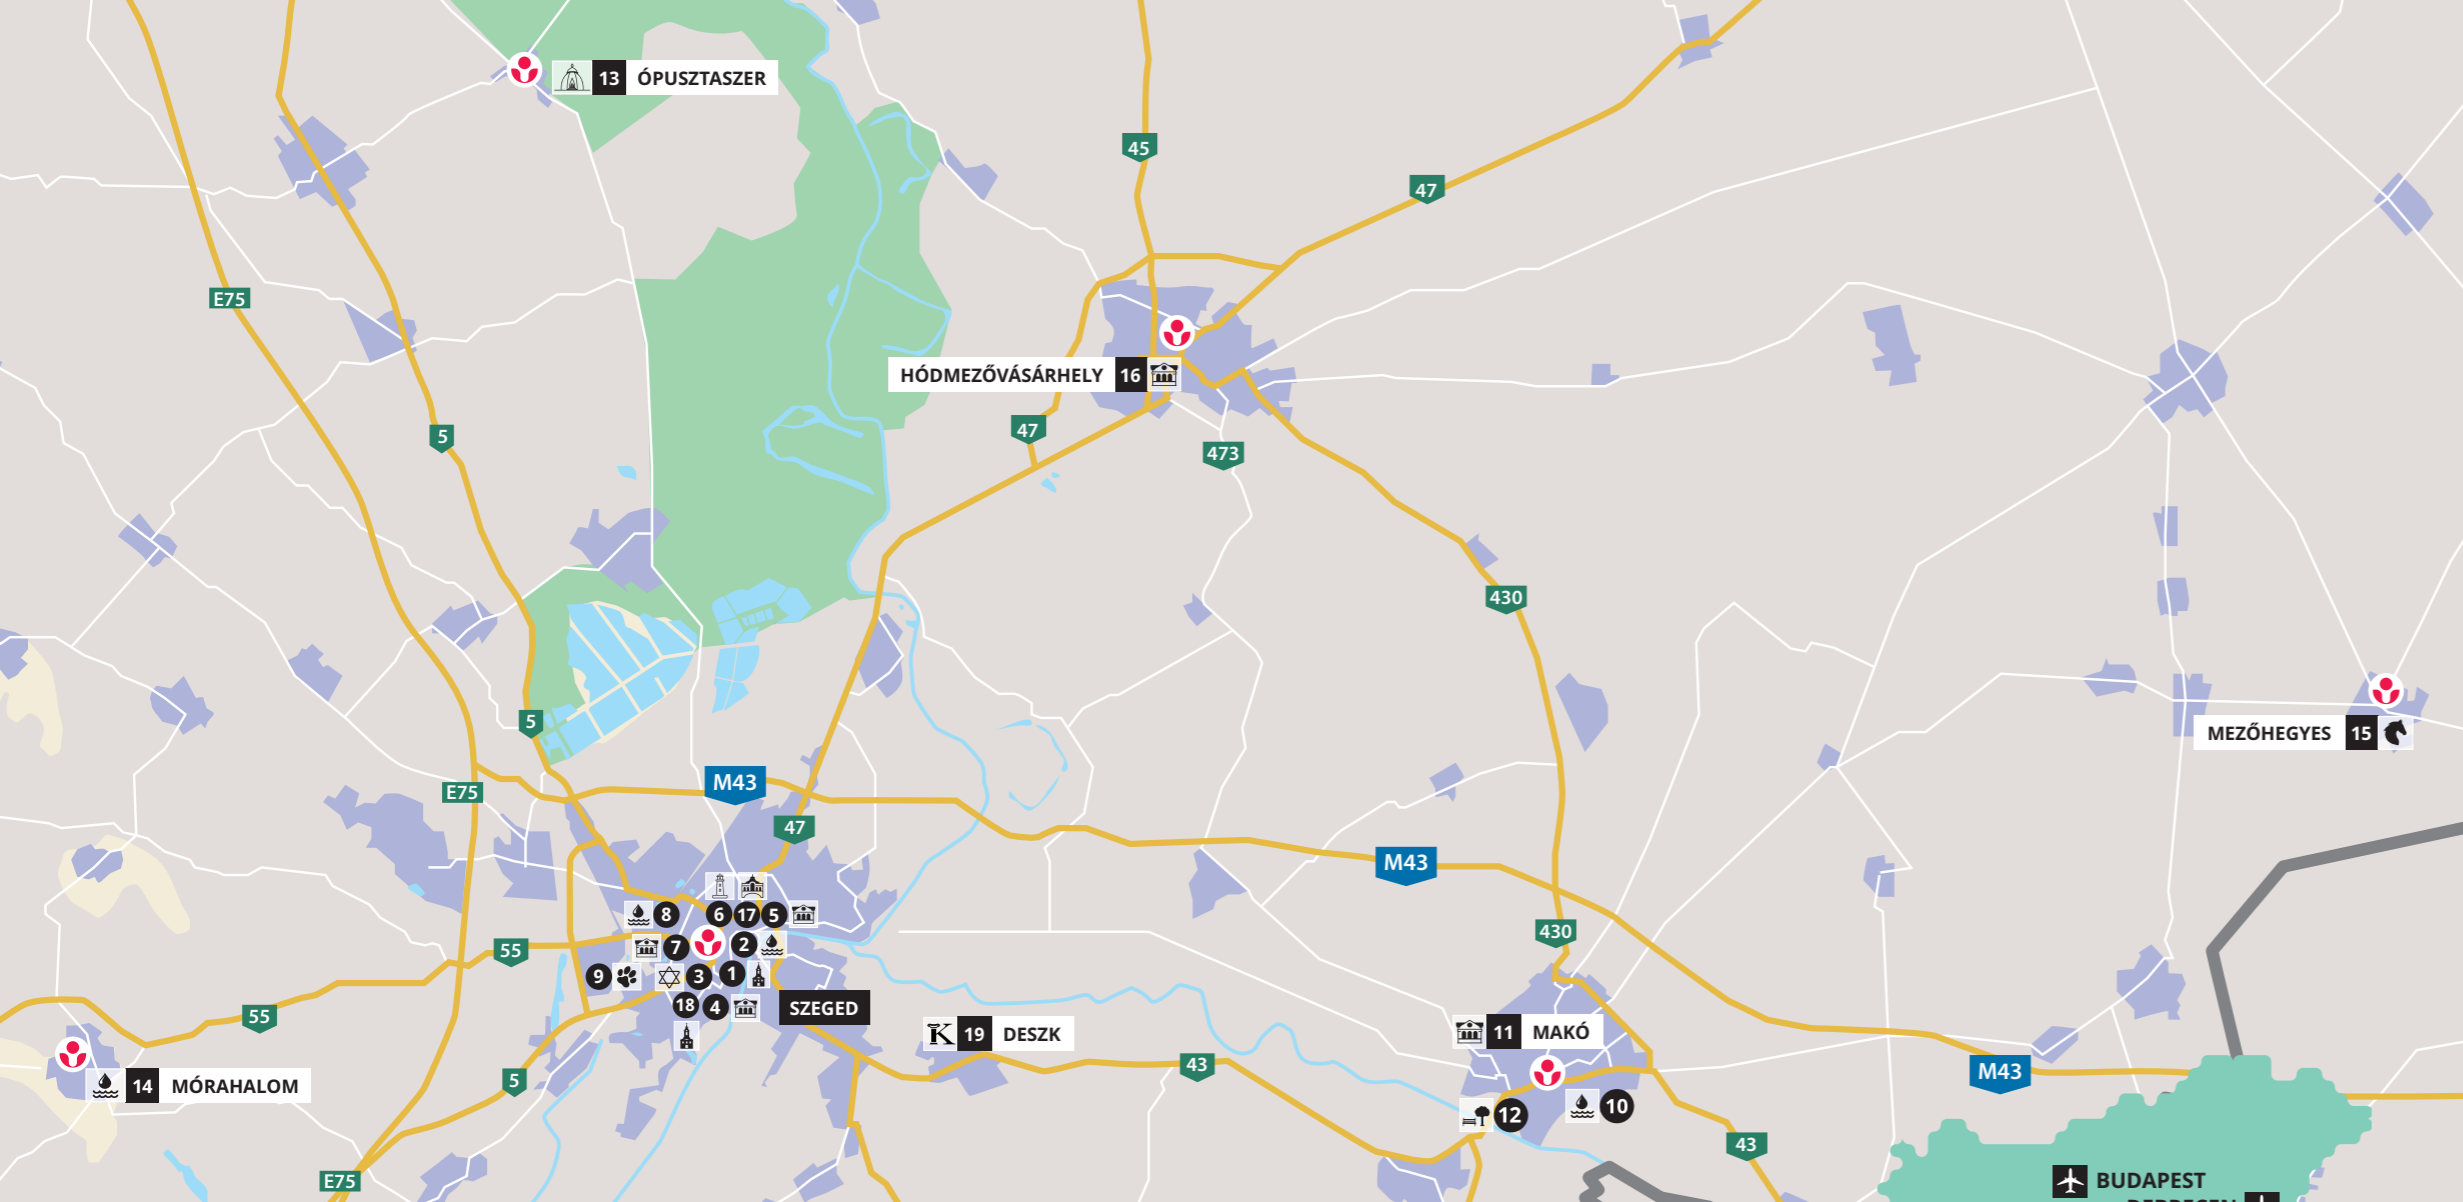 13 ÓPUSZTASZER
45
47
E75
HÓDMEZŐVÁSÁRHELY 16
47
5
473
430
5
MEZŐHEGYES 15
M43
E75
47
M43
8 6 17 5
430
55
7 2
9 3 1
18 4
SZEGED
55
19 DESZK
11 MAKÓ
43
M43
14 MÓRAHALOM
5
12 10
43
E75
BUDAPEST
DEBRECEN